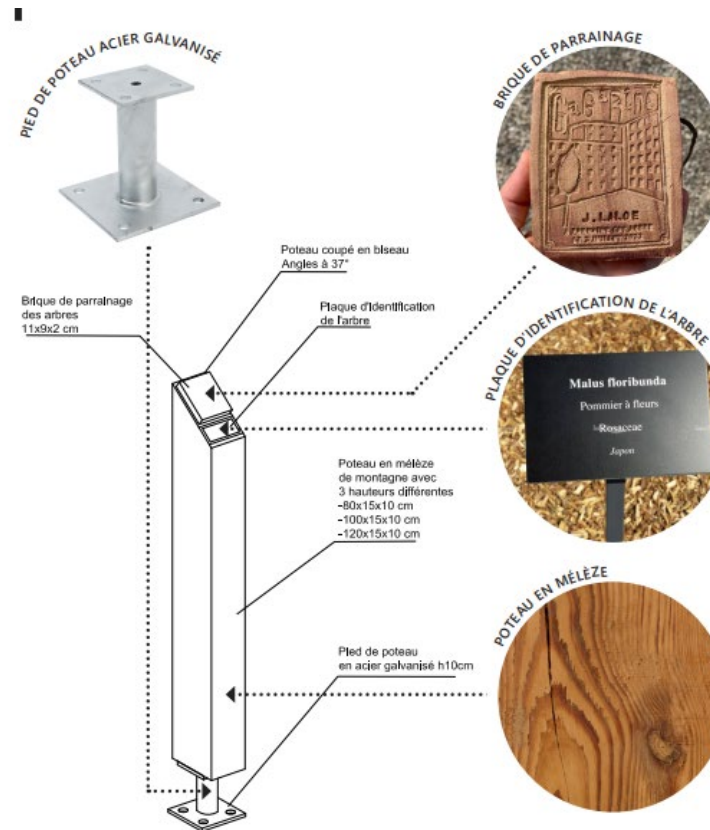 PIED DE POTEAU ACIER GALVANISÉ
BRIQUE DE PARRAINAGE
J.I.NOE
Poteau coupé en biseau
Angles à 37°
Brique de parrainage
des arbres
11x9x2 cm
Plaque d'identification
de l'arbre
PLAQUE D'IDENTIFICATION DE L'ARBRE
Malus floribunda
Pommier à fleurs
Rosaceae
Japon
Poteau en mélèze
de montagne avec
3 hauteurs différentes
-80x15x10 cm
-100x15x10 cm
-120x15x10 cm
POTEAU EN MÉLÈZE
Pied de poteau
en acier galvanisé h10cm